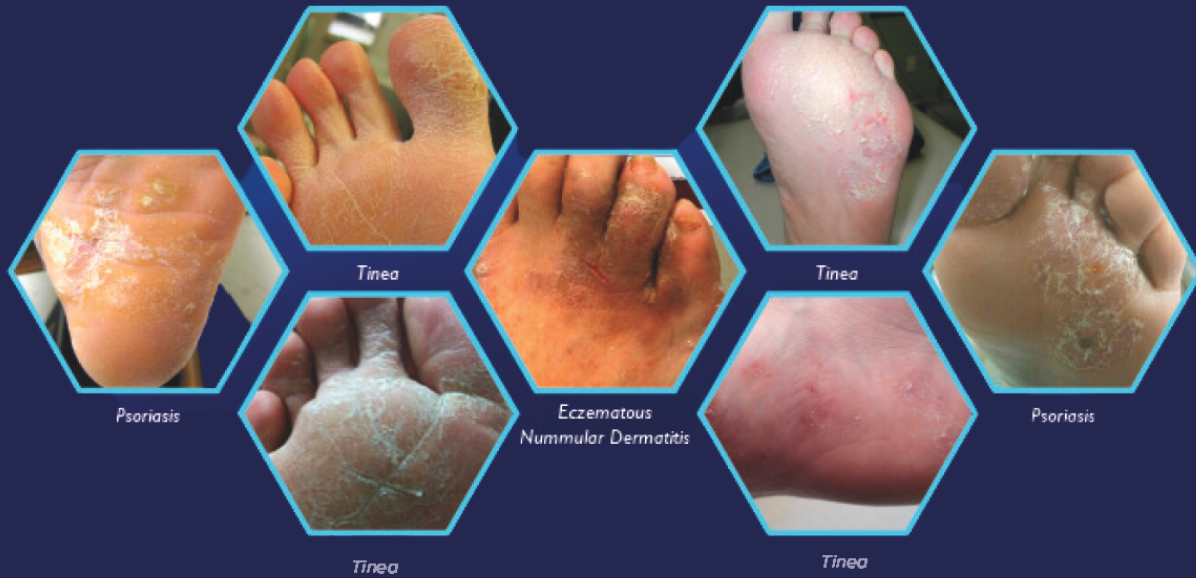 Tinea
Tinea
Psoriasis
Eczematous
Nummular Dermatitis
Psoriasis
Tinea
Tinea